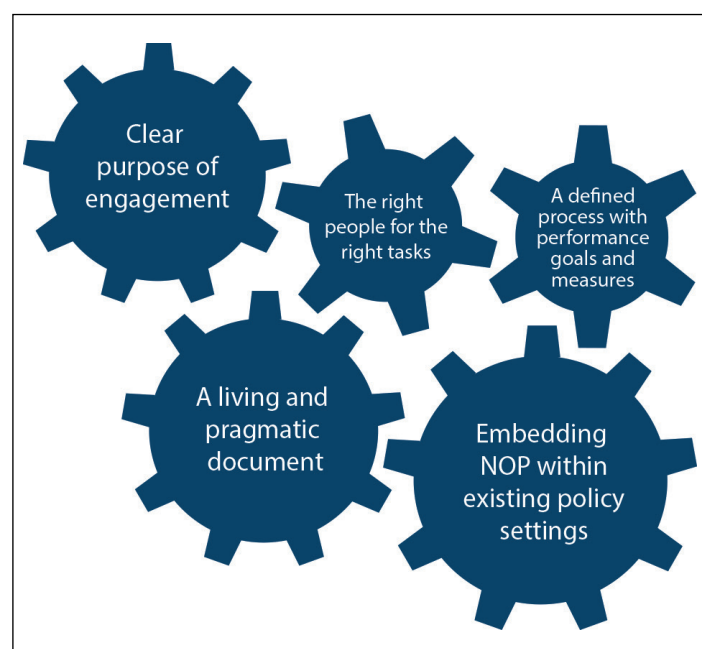 Clear
purpose of
engagement
The right
people for the
right tasks
A defined
process with
performance
goals and
measures
A living and
pragmatic
document
Embedding
NOP within
existing policy
settings